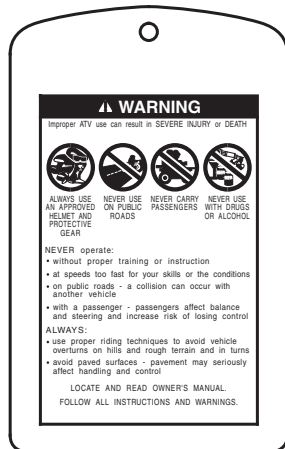 WARNING
Improper ATV use can result in SEVERE INJURY or DEATH
ALWAYS USE
AN APPROVED
HELMET AND
PROTECTIVE
GEAR
NEVER USE
ON PUBLIC
ROADS
NEVER CARRY
PASSENGERS
NEVER USE
WITH DRUGS
OR ALCOHOL
NEVER operate:
• without proper training or instruction
• at speeds too fast for your skills or the conditions
• on public roads - a collision can occur with
another vehicle
• with a passenger - passengers affect balance
and steering and increase risk of losing control
ALWAYS:
• use proper riding techniques to avoid vehicle
overturns on hills and rough terrain and in turns
• avoid paved surfaces - pavement may seriously
affect handling and control
LOCATE AND READ OWNER'S MANUAL.
FOLLOW ALL INSTRUCTIONS AND WARNINGS.